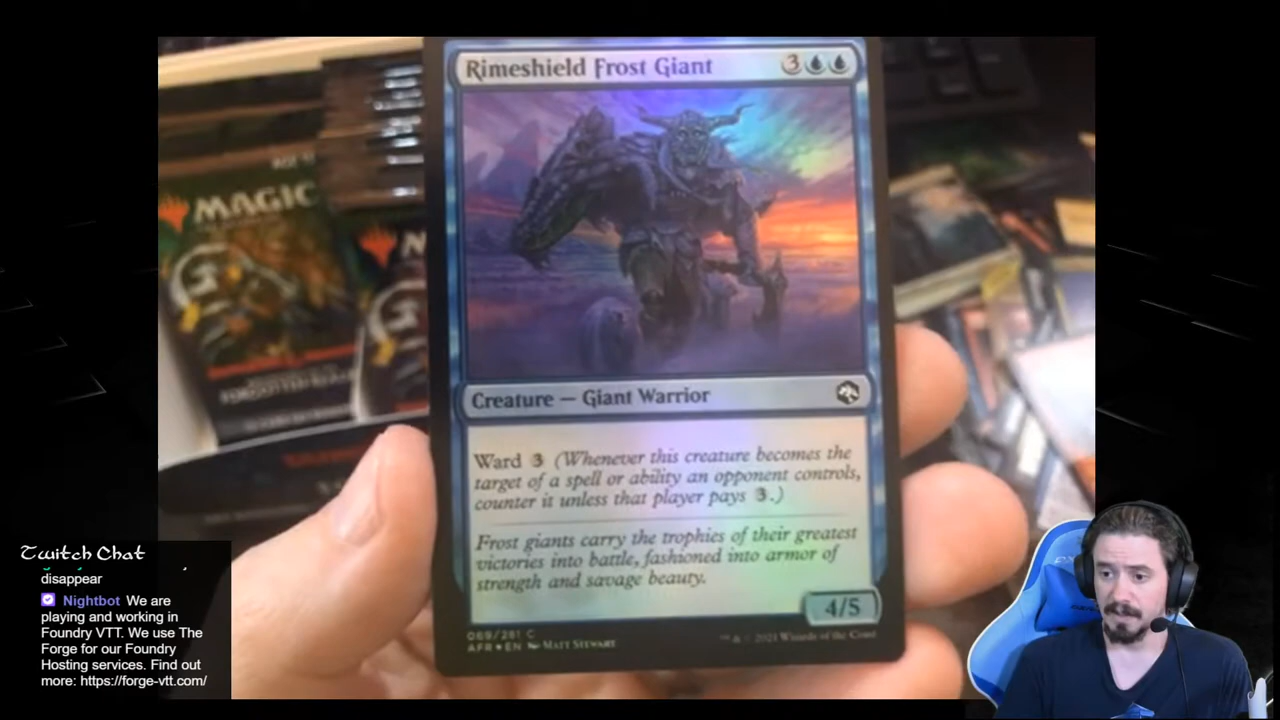 Rimeshield Frost Giant 3
MAGIC
Creature — Giant Warrior
Ward 3 (Whenever this creature becomes the
target of a spell or ability an opponent controls,
counter it unless that player pays 3.)
Frost giants carry the trophies of their greatest
victories into battle, fashioned into armor of
strength and savage beauty.
4/5
069/281 C
AFR EN MATT STEWART
™ & © 2021 Wizards of the Coast
Twitch Chat
disappear
Nightbot We are
playing and working in
Foundry VTT. We use The
Forge for our Foundry
Hosting services. Find out
more: https://forge-vtt.com/